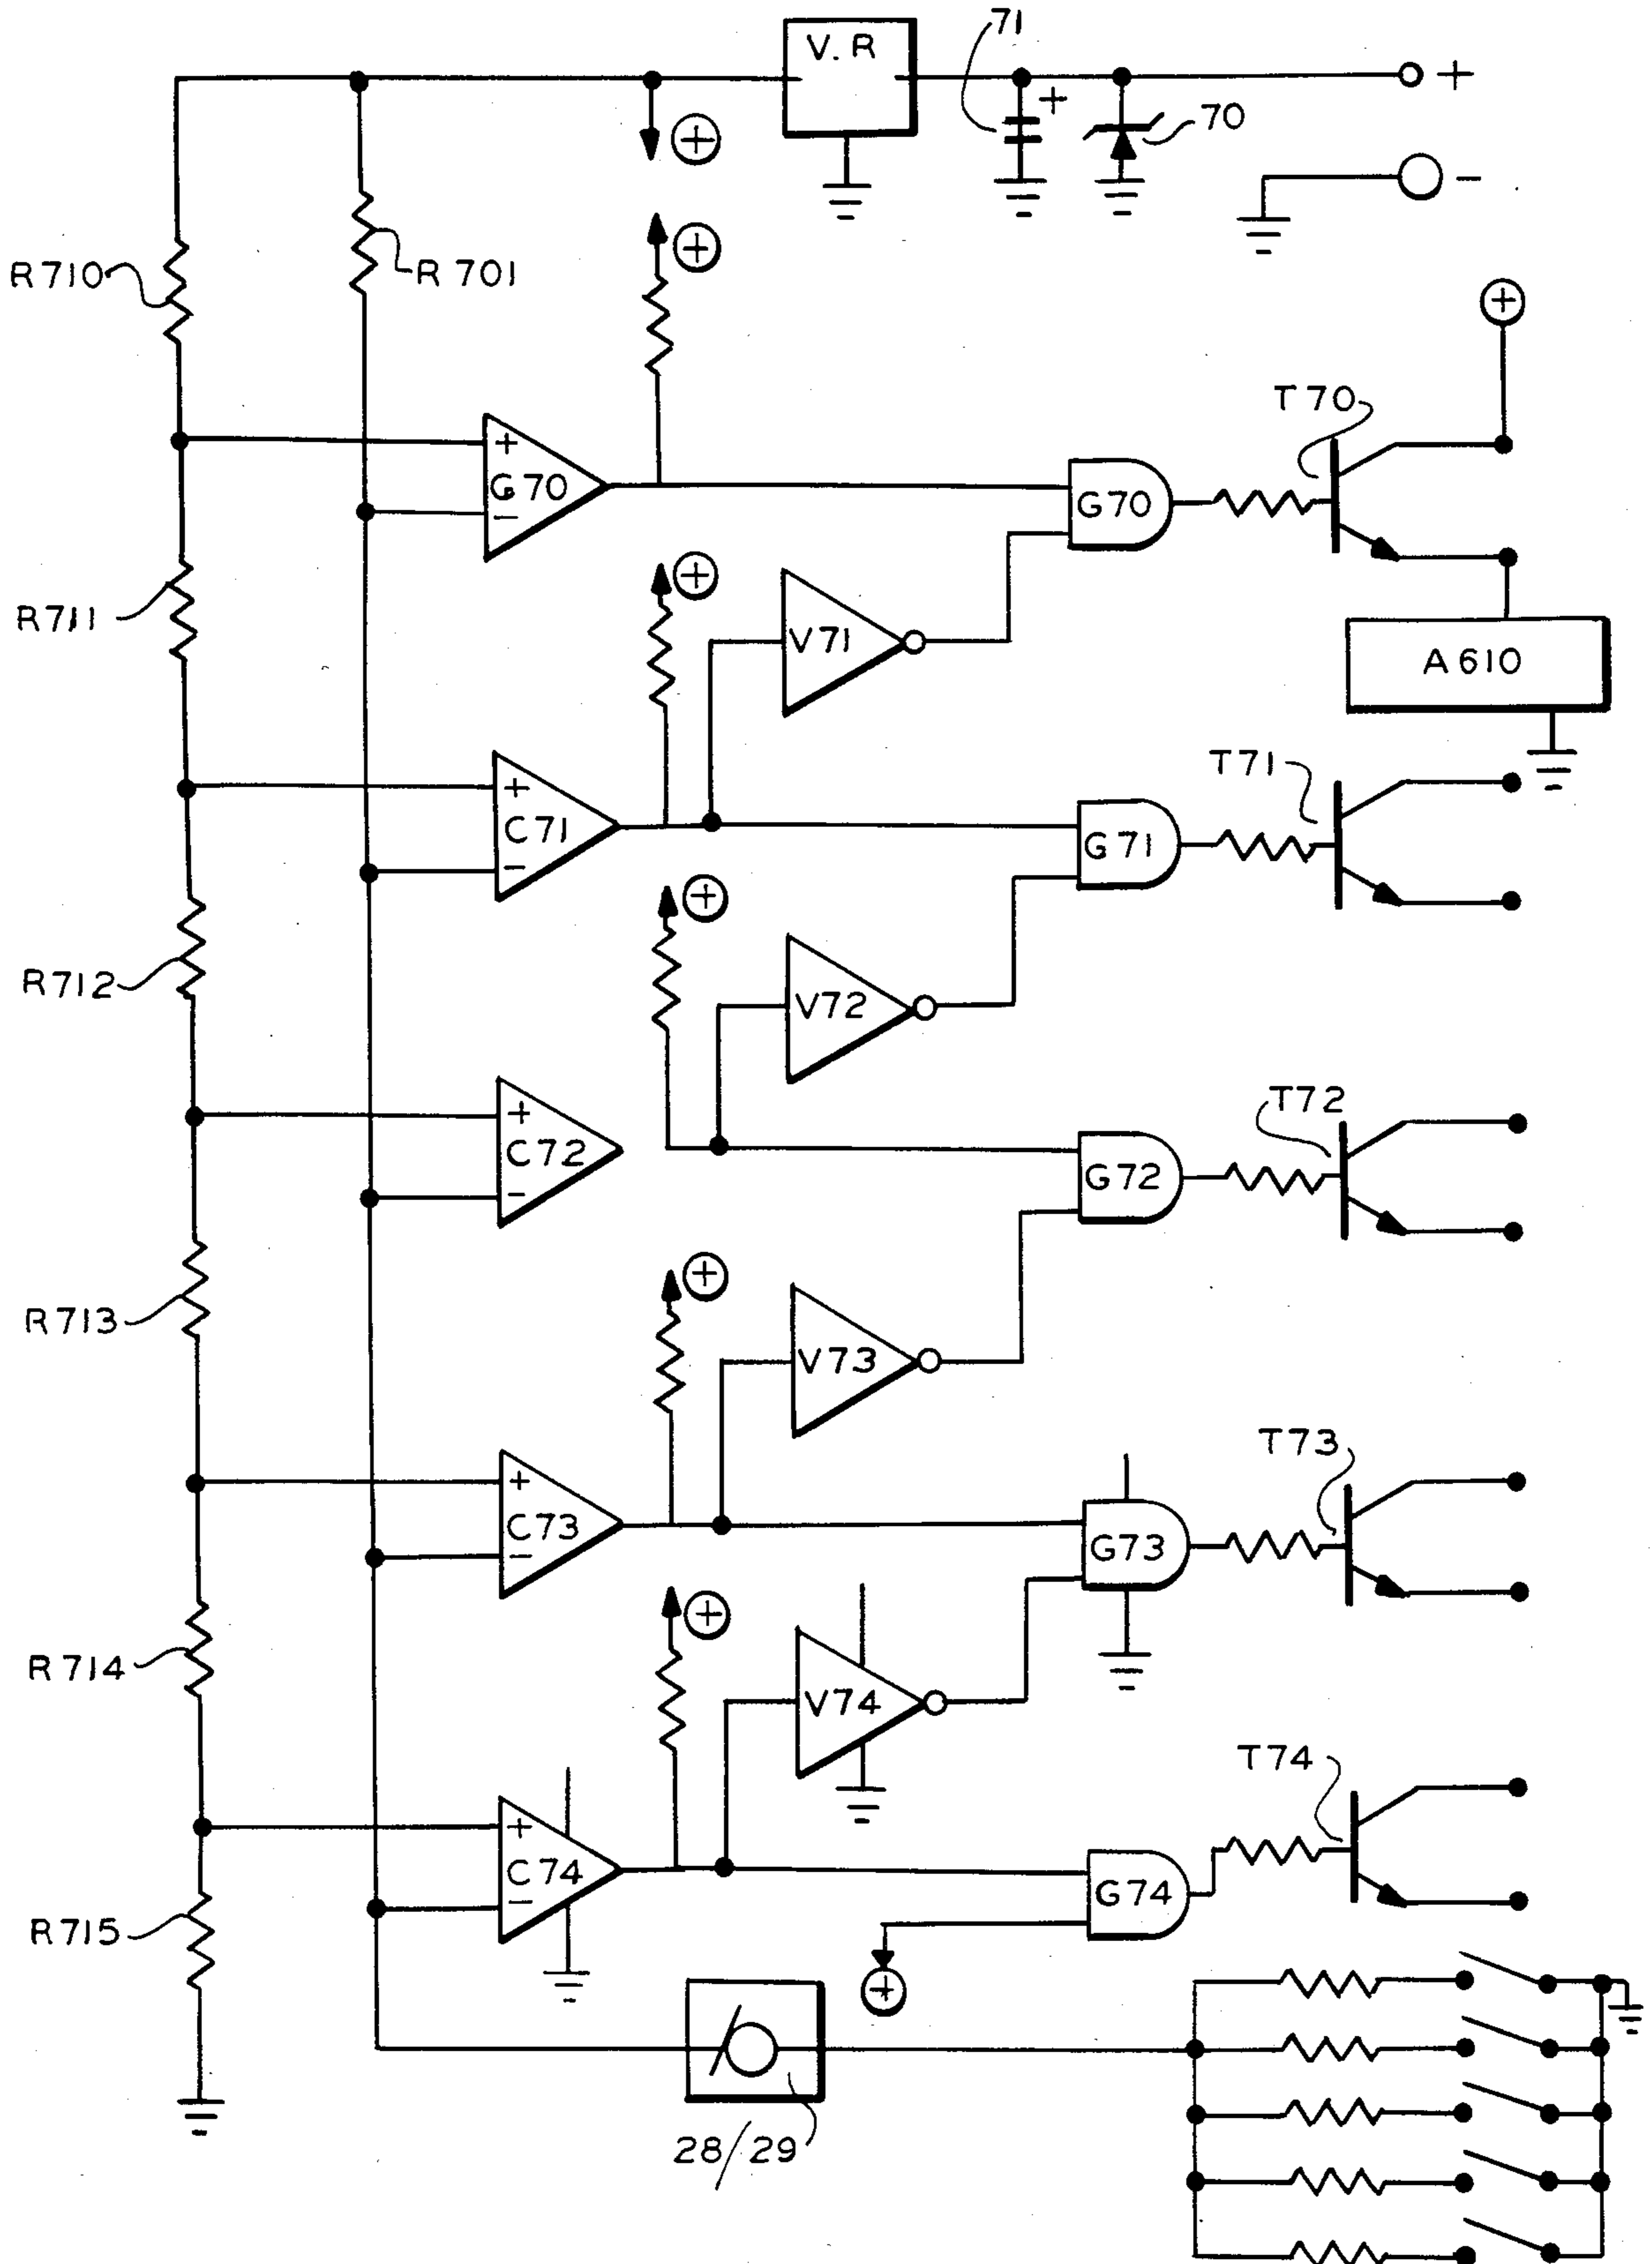 71
V.R
+
+
70
+
-
+
R710
R701
+
T70
+
G70
-
G70
+
R711
V71
A610
T71
+
C71
-
G71
+
R712
V72
T72
+
C72
-
G72
+
R713
V73
T73
+
C73
-
G73
+
R714
V74
T74
+
C74
-
G74
R715
+
28/29